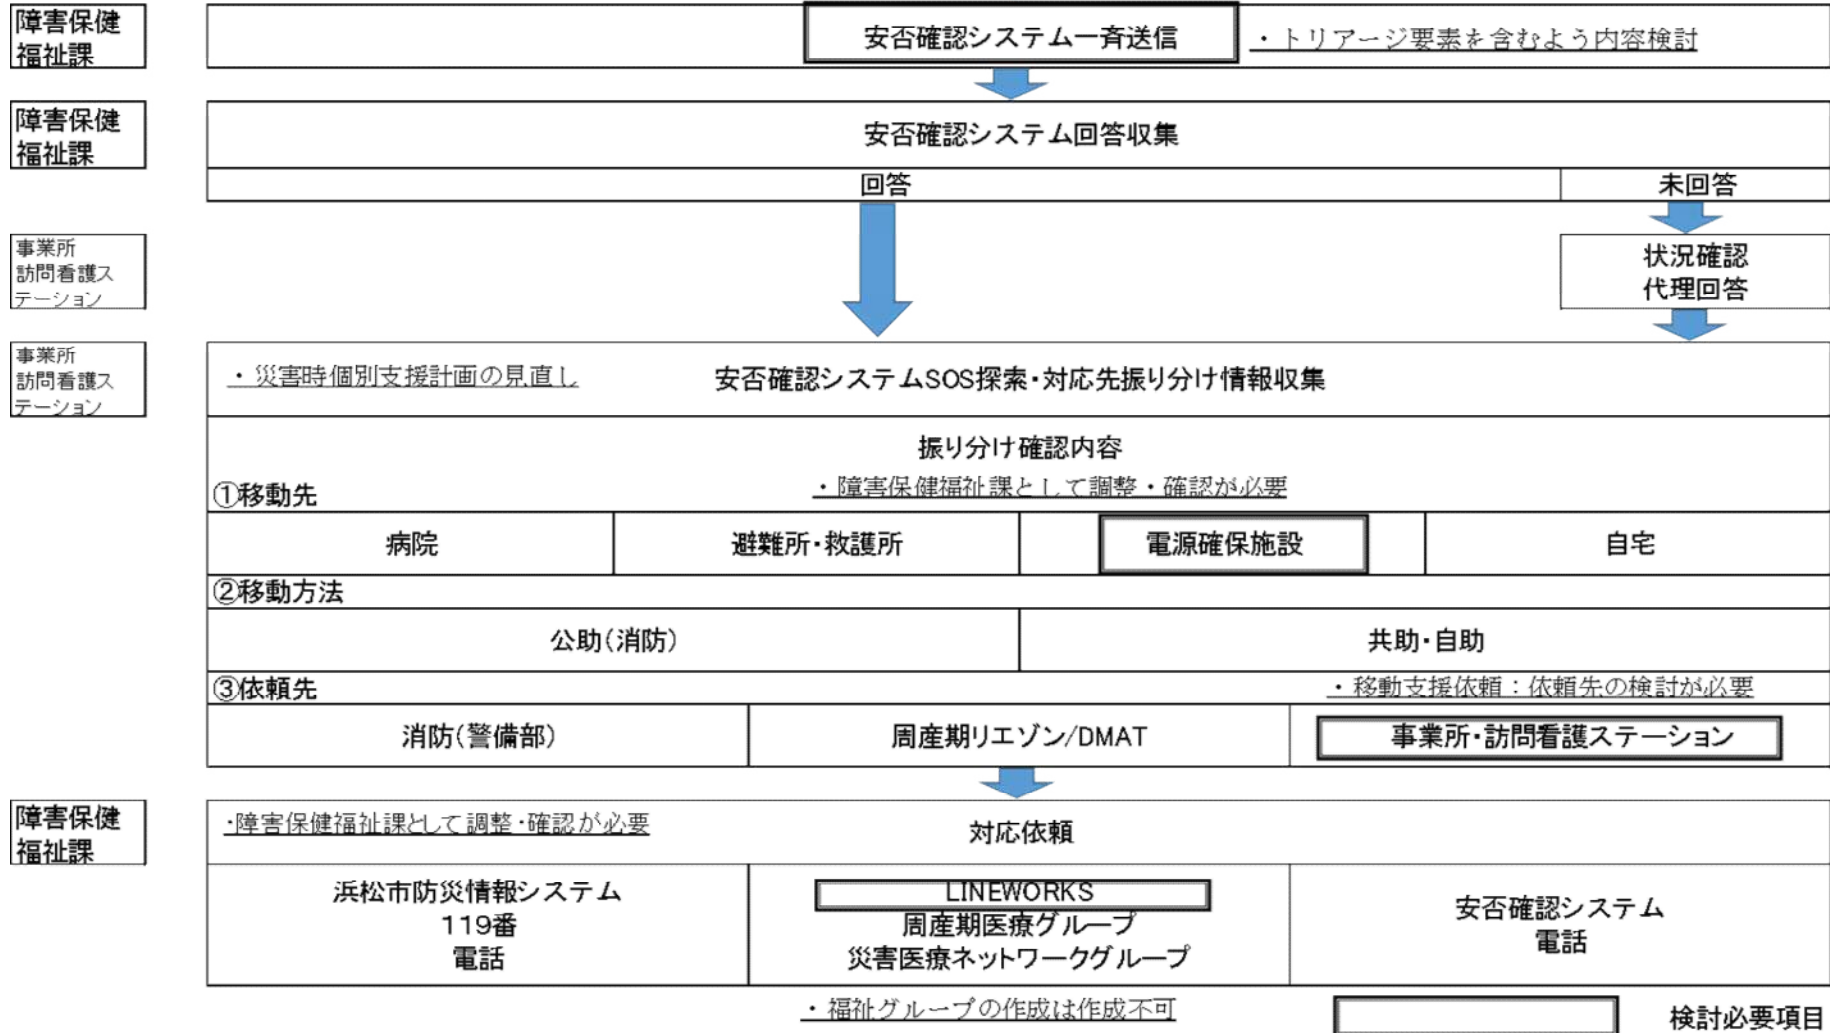 障害保健
福祉課
安否確認システム一斉送信
・トリアージ要素を含むよう内容検討
障害保健
福祉課
安否確認システム回答収集
回答
未回答
事業所
訪問看護ス
テーション
状況確認
代理回答
事業所
訪問看護ス
テーション
・災害時個別支援計画の見直し
安否確認システムSOS探索・対応先振り分け情報収集
振り分け確認内容
①移動先
・障害保健福祉課として調整・確認が必要
病院
避難所・救護所
電源確保施設
自宅
②移動方法
公助(消防)
共助・自助
③依頼先
・移動支援依頼：依頼先の検討が必要
消防(警備部)
周産期リエゾン/DMAT
事業所・訪問看護ステーション
障害保健
福祉課
・障害保健福祉課として調整・確認が必要
対応依頼
浜松市防災情報システム
119番
電話
LINEWORKS
周産期医療グループ
災害医療ネットワークグループ
安否確認システム
電話
・福祉グループの作成は作成不可
検討必要項目